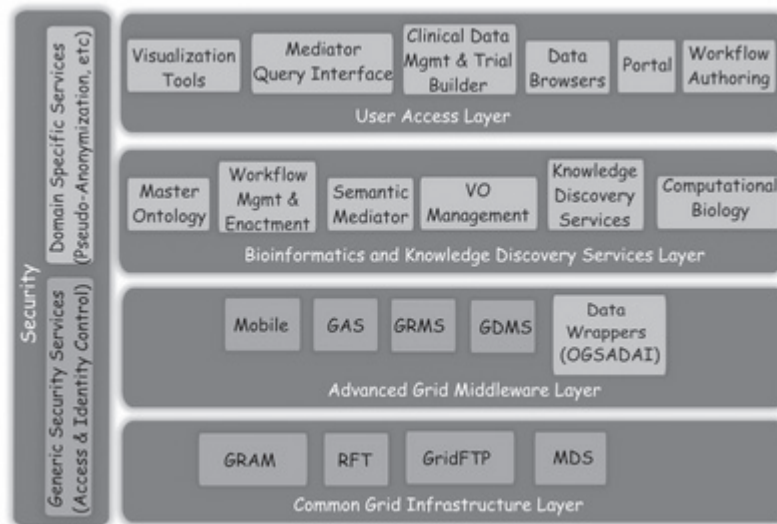 Security
Domain Specific Services
(Pseudo-Anonymization, etc)
Generic Security Services
(Access & Identity Control)
Visualization
Tools
Mediator
Query Interface
Clinical Data
Mgmt & Trial
Builder
Data
Browsers
Portal
Workflow
Authoring
User Access Layer
Master
Ontology
Workflow
Mgmt &
Enactment
Semantic
Mediator
VO
Management
Knowledge
Discovery
Services
Computational
Biology
Bioinformatics and Knowledge Discovery Services Layer
Mobile
GAS
GRMS
GDMS
Data
Wrappers
(OGSADAI)
Advanced Grid Middleware Layer
GRAM
RFT
GridFTP
MDS
Common Grid Infrastructure Layer